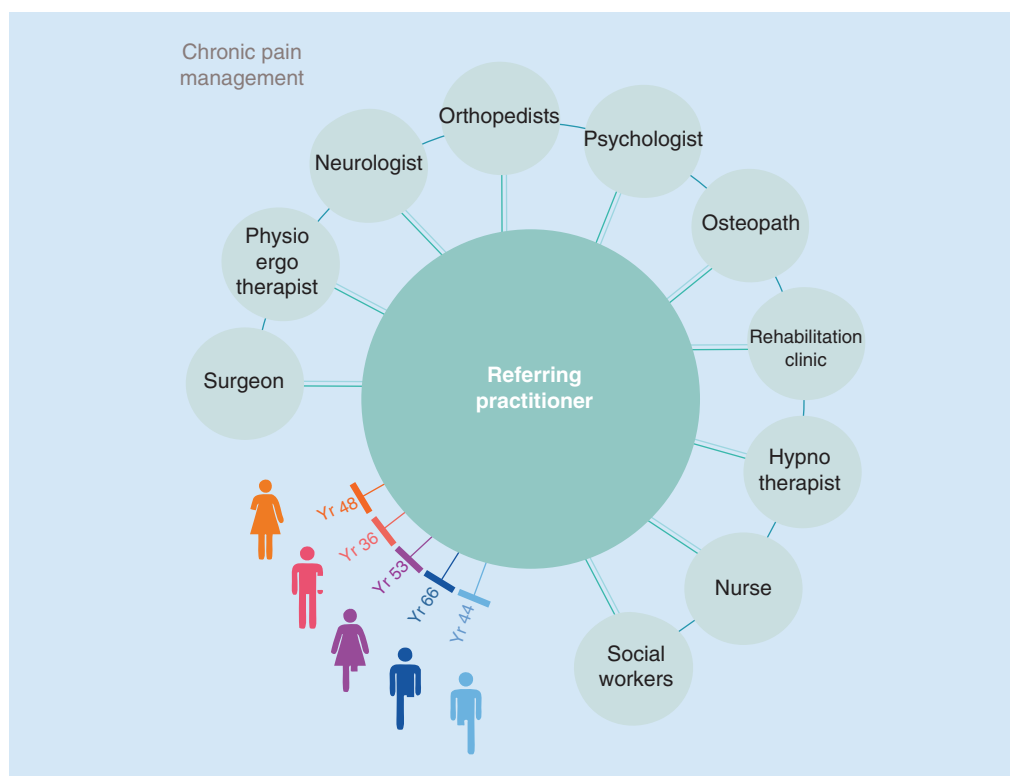 Chronic pain
management
Orthopedists
Psychologist
Neurologist
Osteopath
Physio
ergo
therapist
Rehabilitation
clinic
Surgeon
Referring
practitioner
Hypno
therapist
Nurse
Social
workers
Yr 48
Yr 36
Yr 53
Yr 66
Yr 44